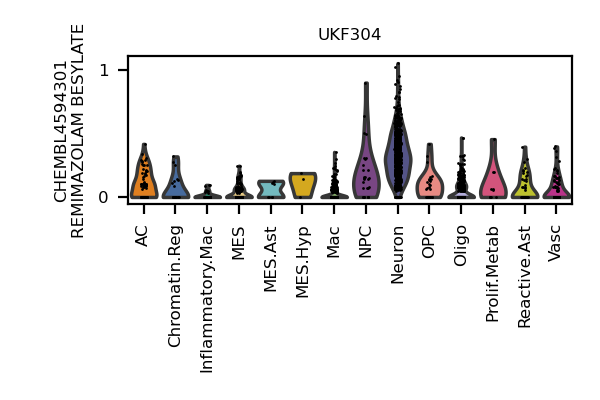 UKF304
CHEMBL4594301
REMIMAZOLAM BESYLATE
1
0
AC
Chromatin.Reg
Inflammatory.Mac
MES
MES.Ast
MES.Hyp
Mac
NPC
Neuron
OPC
Oligo
Prolif.Metab
Reactive.Ast
Vasc